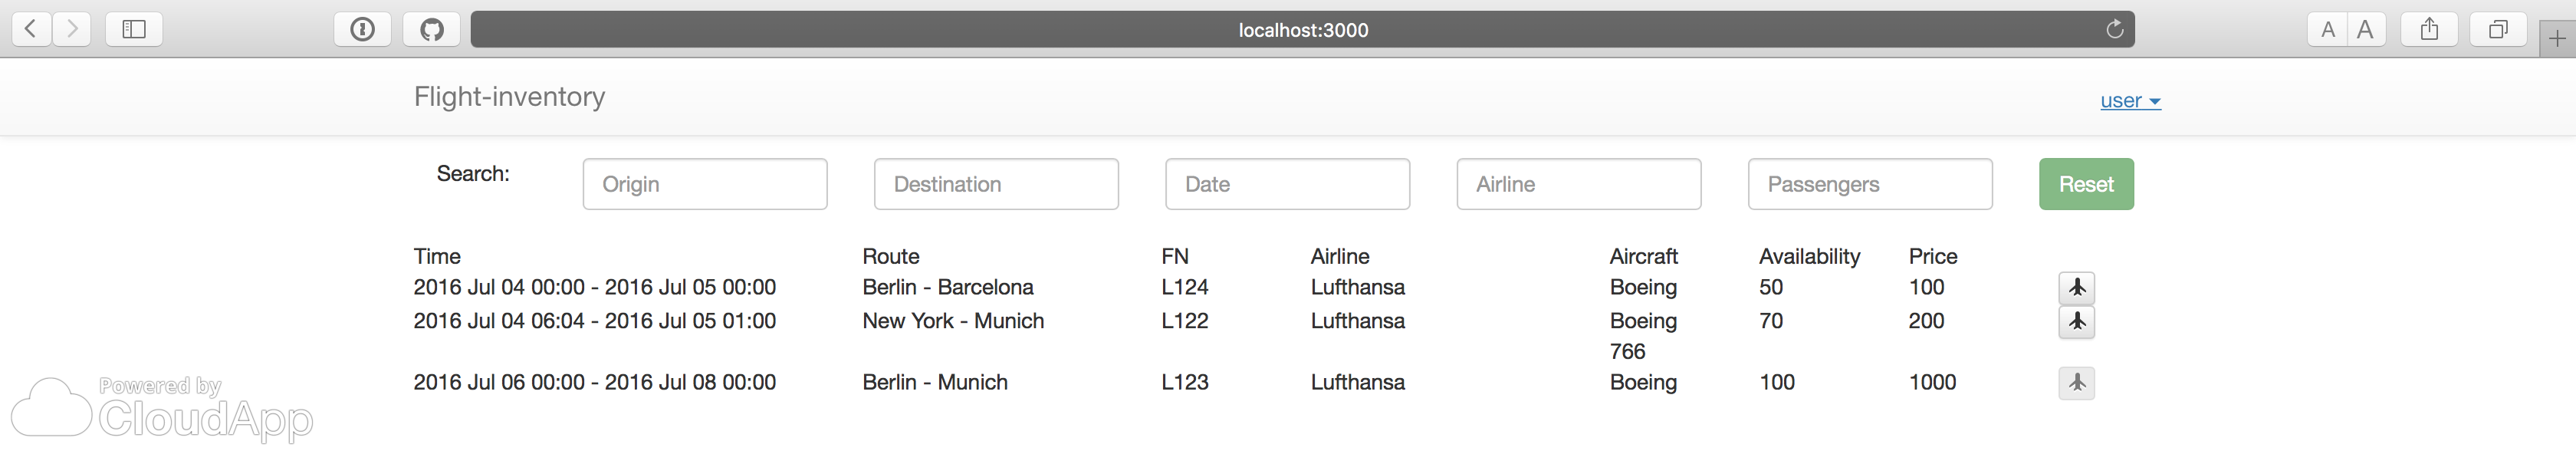 localhost:3000
A A
Flight-inventory
user
Search: Origin Destination Date Airline Passengers Reset
Time Route FN Airline Aircraft Availability Price
2016 Jul 04 00:00 - 2016 Jul 05 00:00 Berlin - Barcelona L124 Lufthansa Boeing 50 100
2016 Jul 04 06:04 - 2016 Jul 05 01:00 New York - Munich L122 Lufthansa Boeing 70 200
766
2016 Jul 06 00:00 - 2016 Jul 08 00:00 Berlin - Munich L123 Lufthansa Boeing 100 1000
Powered by
CloudApp